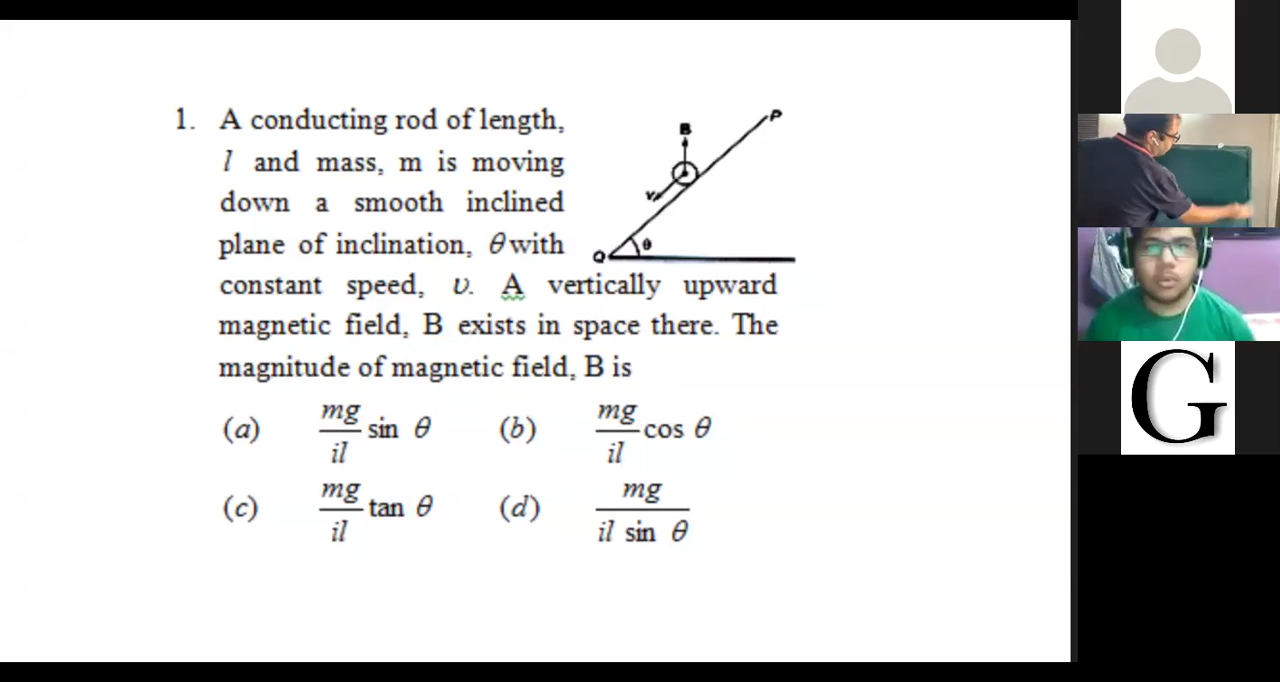 1. A conducting rod of length,
l and mass, m is moving
down a smooth inclined
plane of inclination, θ with
constant speed, υ. A vertically upward
magnetic field, B exists in space there. The
magnitude of magnetic field, B is
(a) mg/il sin θ (b) mg/il cos θ
(c) mg/il tan θ (d) mg/il sin θ
P
B
v
θ
Q
G